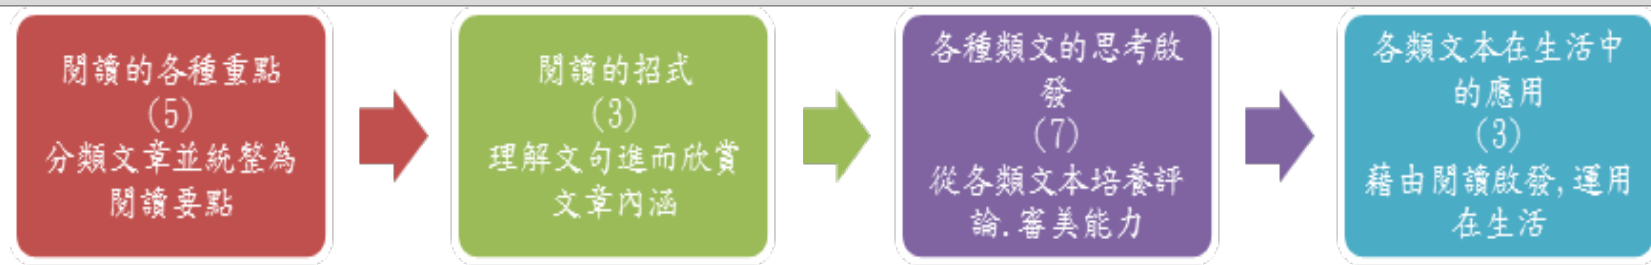 閱讀的各種重點
(5)
分類文章並統整為
閱讀要點
閱讀的招式
(3)
理解文句進而欣賞
文章內涵
各種類文的思考啟
發
(7)
從各類文本培養評
論.審美能力
各類文本在生活中
的應用
(3)
藉由閱讀啟發,運用
在生活